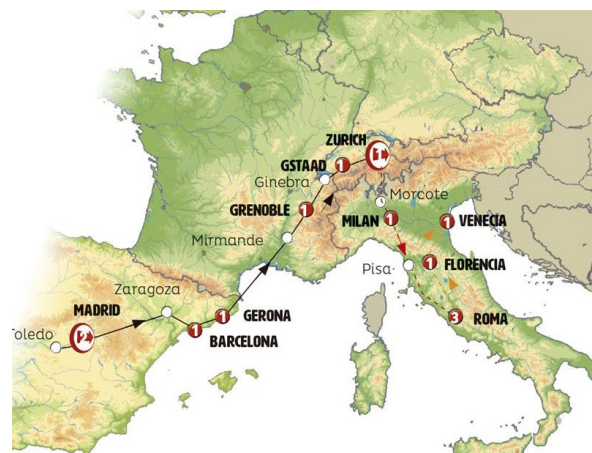 ZURICH
1
GSTAAD
1
Ginebra
Morcote
GRENOBLE
1
MILAN
1
1
VENECIA
Mirmande
Pisa
1
FLORENCIA
Zaragoza
MADRID
2
1
GERONA
1
BARCELONA
3
ROMA
Toledo